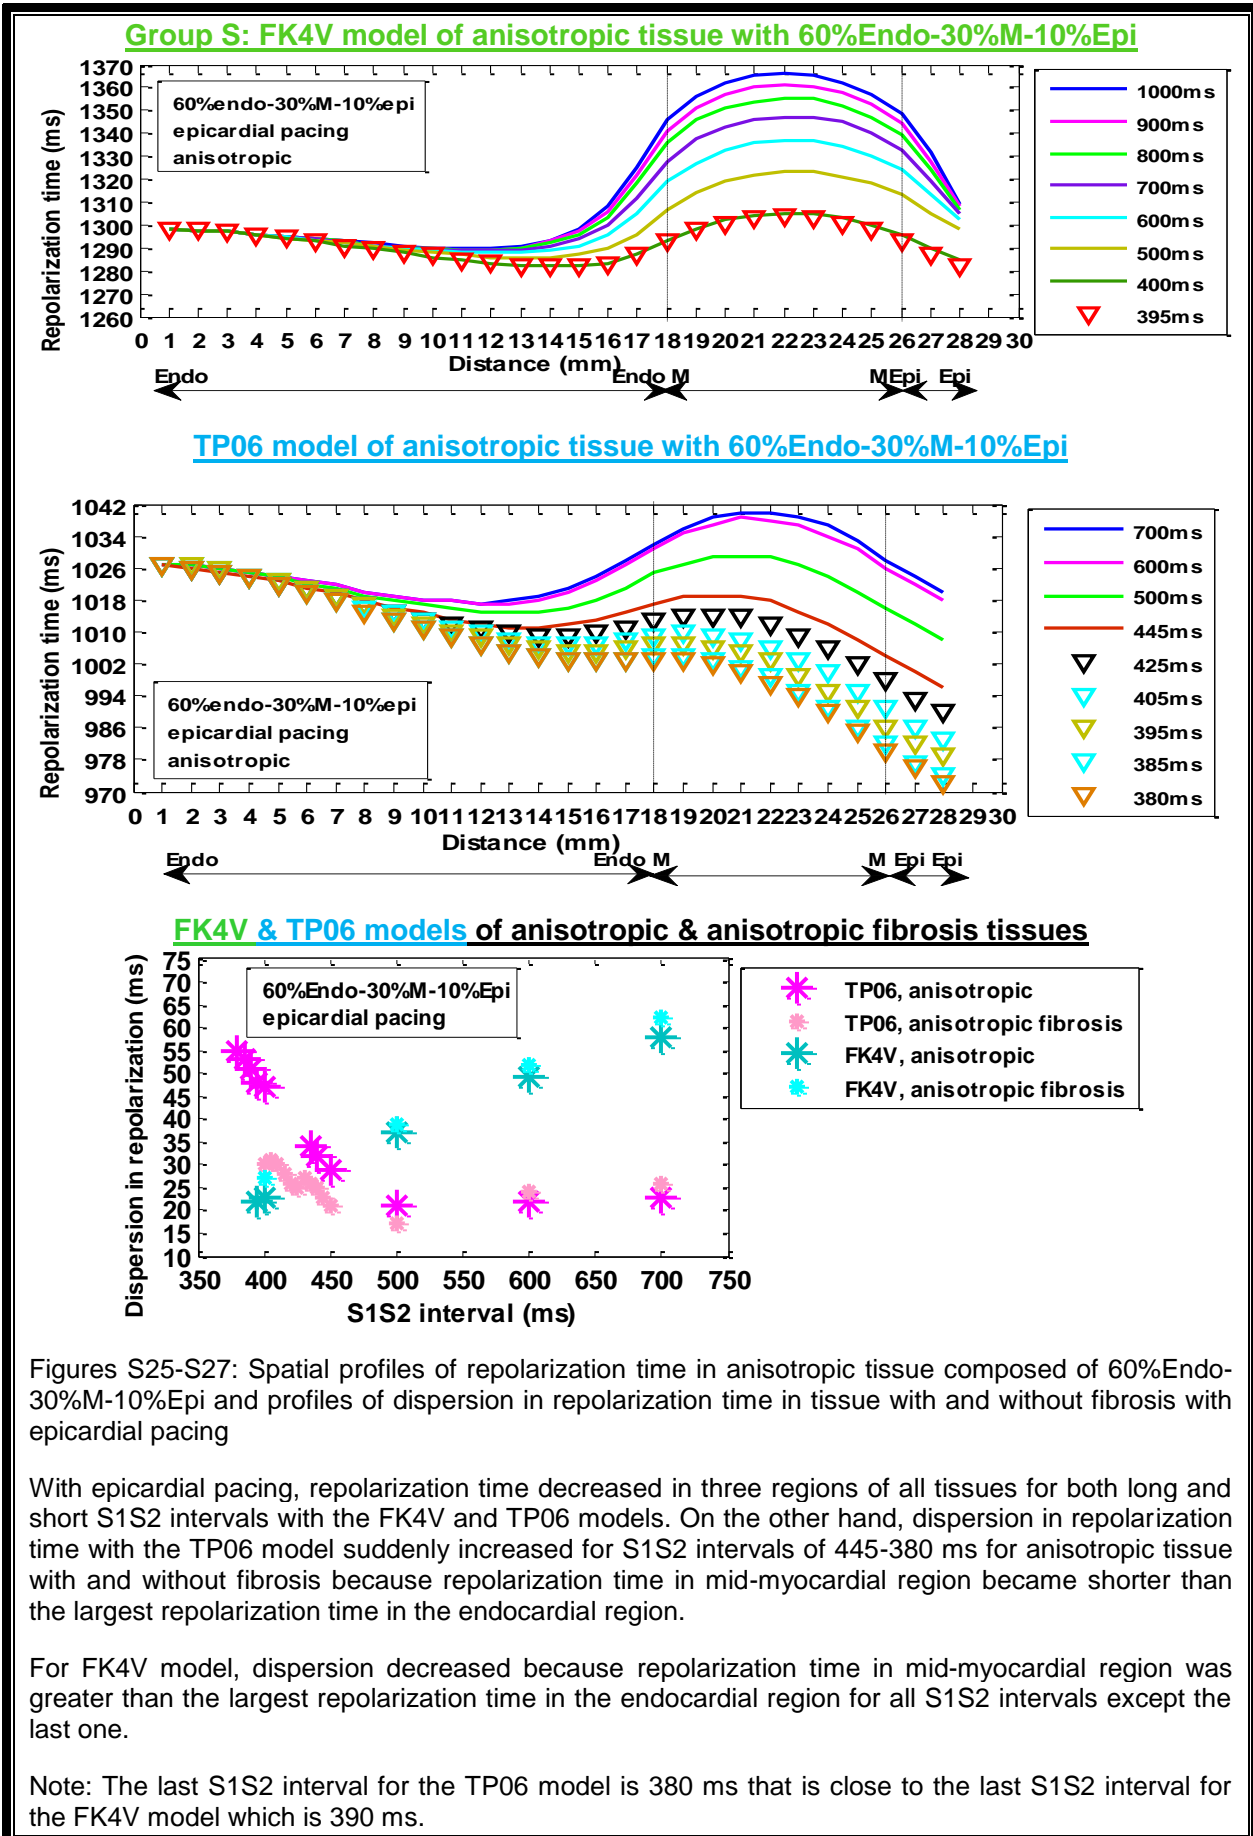 Group S: FK4V model of anisotropic tissue with 60%Endo-30%M-10%Epi
1370
1360
1350
1340
1330
1320
1310
1300
1290
1280
1270
1260
Repolarization time (ms)
60%endo-30%M-10%epi
epicardial pacing
anisotropic
1000ms
900ms
800ms
700ms
600ms
500ms
400ms
395ms
0 1 2 3 4 5 6 7 8 9 10 11 12 13 14 15 16 17 18 19 20 21 22 23 24 25 26 27 28 29 30
Distance (mm)
Endo Endo M M Epi Epi
TP06 model of anisotropic tissue with 60%Endo-30%M-10%Epi
1042
1034
1026
1018
1010
1002
994
986
978
970
Repolarization time (ms)
60%endo-30%M-10%epi
epicardial pacing
anisotropic
700ms
600ms
500ms
445ms
425ms
405ms
395ms
385ms
380ms
0 1 2 3 4 5 6 7 8 9 10 11 12 13 14 15 16 17 18 19 20 21 22 23 24 25 26 27 28 29 30
Distance (mm)
Endo Endo M M Epi Epi
FK4V & TP06 models of anisotropic & anisotropic fibrosis tissues
75
70
65
60
55
50
45
40
35
30
25
20
15
10
Dispersion in repolarization (ms)
60%Endo-30%M-10%Epi
epicardial pacing
TP06, anisotropic
TP06, anisotropic fibrosis
FK4V, anisotropic
FK4V, anisotropic fibrosis
350 400 450 500 550 600 650 700 750
S1S2 interval (ms)
Figures S25-S27: Spatial profiles of repolarization time in anisotropic tissue composed of 60%Endo-
30%M-10%Epi and profiles of dispersion in repolarization time in tissue with and without fibrosis with
epicardial pacing
With epicardial pacing, repolarization time decreased in three regions of all tissues for both long and
short S1S2 intervals with the FK4V and TP06 models. On the other hand, dispersion in repolarization
time with the TP06 model suddenly increased for S1S2 intervals of 445-380 ms for anisotropic tissue
with and without fibrosis because repolarization time in mid-myocardial region became shorter than
the largest repolarization time in the endocardial region.
For FK4V model, dispersion decreased because repolarization time in mid-myocardial region was
greater than the largest repolarization time in the endocardial region for all S1S2 intervals except the
last one.
Note: The last S1S2 interval for the TP06 model is 380 ms that is close to the last S1S2 interval for
the FK4V model which is 390 ms.